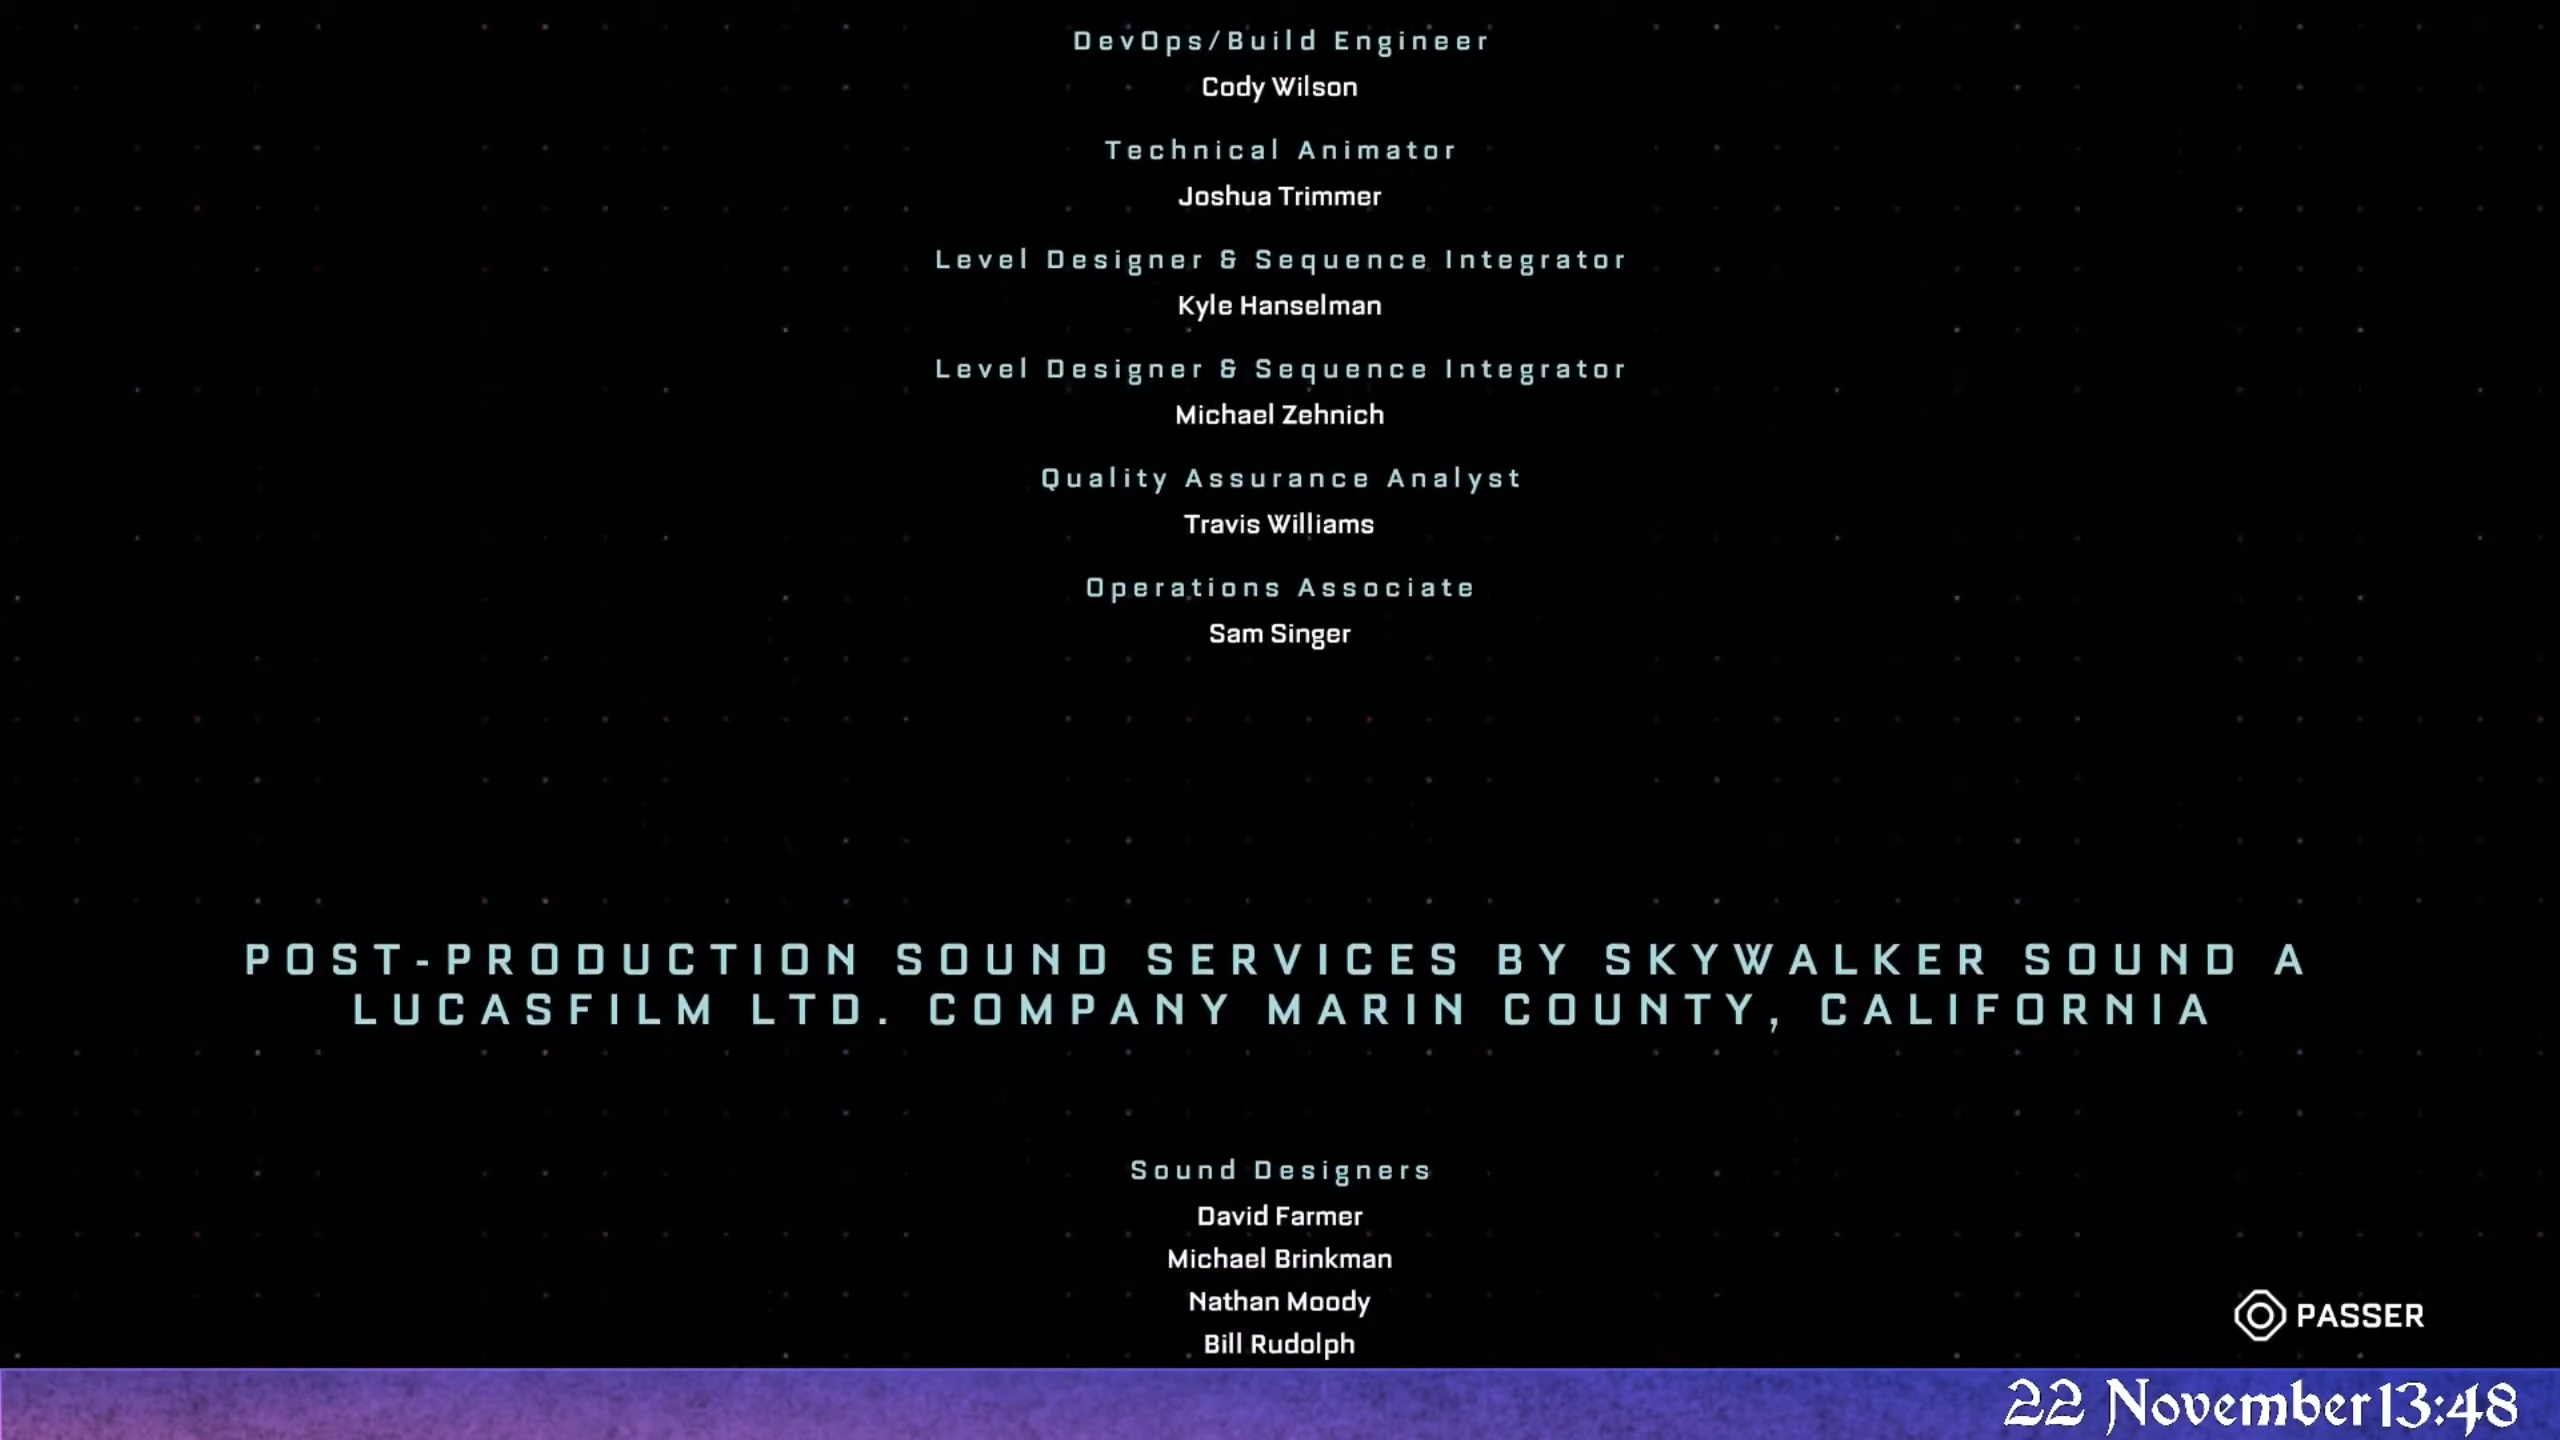 DevOps/Build Engineer
Cody Wilson
Technical Animator
Joshua Trimmer
Level Designer & Sequence Integrator
Kyle Hanselman
Level Designer & Sequence Integrator
Michael Zehnich
Quality Assurance Analyst
Travis Williams
Operations Associate
Sam Singer
POST-PRODUCTION SOUND SERVICES BY SKYWALKER SOUND A
LUCASFILM LTD. COMPANY MARIN COUNTY, CALIFORNIA
Sound Designers
David Farmer
Michael Brinkman
Nathan Moody
Bill Rudolph
PASSER
22 November 13:48